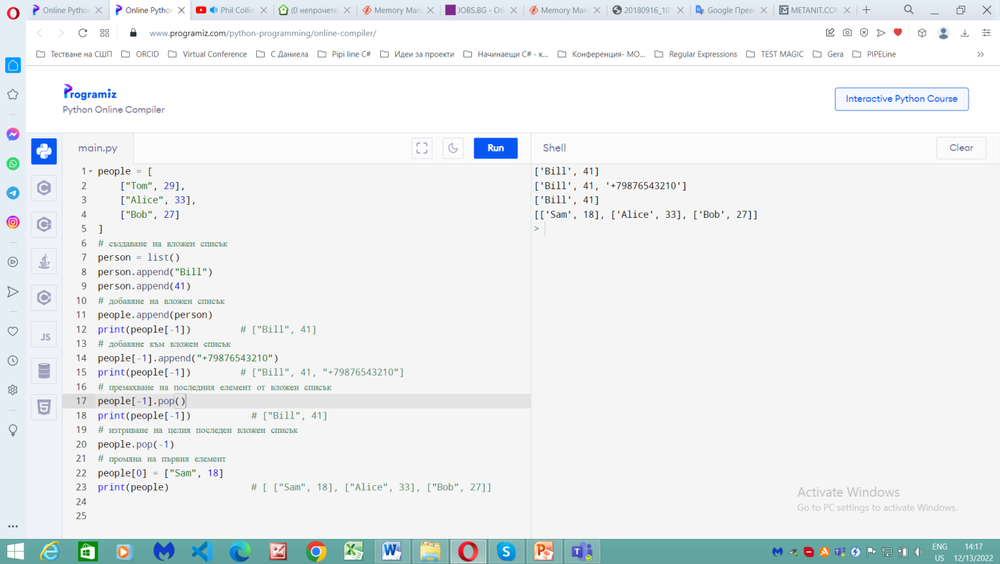 Online Pytho
Online Pytho
Phil Collin
(0 непрочете
Memory Man
JOBS.BG - Об
Memory Man
20180916_10
Google Прев
METANIT.CO
www.programiz.com/python-programming/online-compiler/
Тестване на СШП
ORCID
Virtual Conference
С Даниела
Pipi line C#
Идеи за проекти
Начинаещи C# - к...
Конференция- МО...
Regular Expressions
TEST MAGIC
Gera
PIPELine
Programiz
Python Online Compiler
Interactive Python Course
main.py
Run
Shell
Clear
1 people = [
2 ["Tom", 29],
3 ["Alice", 33],
4 ["Bob", 27]
5 ]
6 # създаване на вложен списък
7 person = list()
8 person.append("Bill")
9 person.append(41)
10 # добавяне на вложен списък
11 people.append(person)
12 print(people[-1]) # ["Bill", 41]
13 # добавяне към вложен списък
14 people[-1].append("+79876543210")
15 print(people[-1]) # ["Bill", 41, "+79876543210"]
16 # премахване на последния елемент от вложен списък
17 people[-1].pop()
18 print(people[-1]) # ["Bill", 41]
19 # изтриване на целия последен вложен списък
20 people.pop(-1)
21 # промяна на първия елемент
22 people[0] = ["Sam", 18]
23 print(people) # [ ["Sam", 18], ["Alice", 33], ["Bob", 27]]
24
25
JS
['Bill', 41]
['Bill', 41, '+79876543210']
['Bill', 41]
[['Sam', 18], ['Alice', 33], ['Bob', 27]]
>
Activate Windows
Go to PC settings to activate Windows.
ENG
US
14:17
12/13/2022